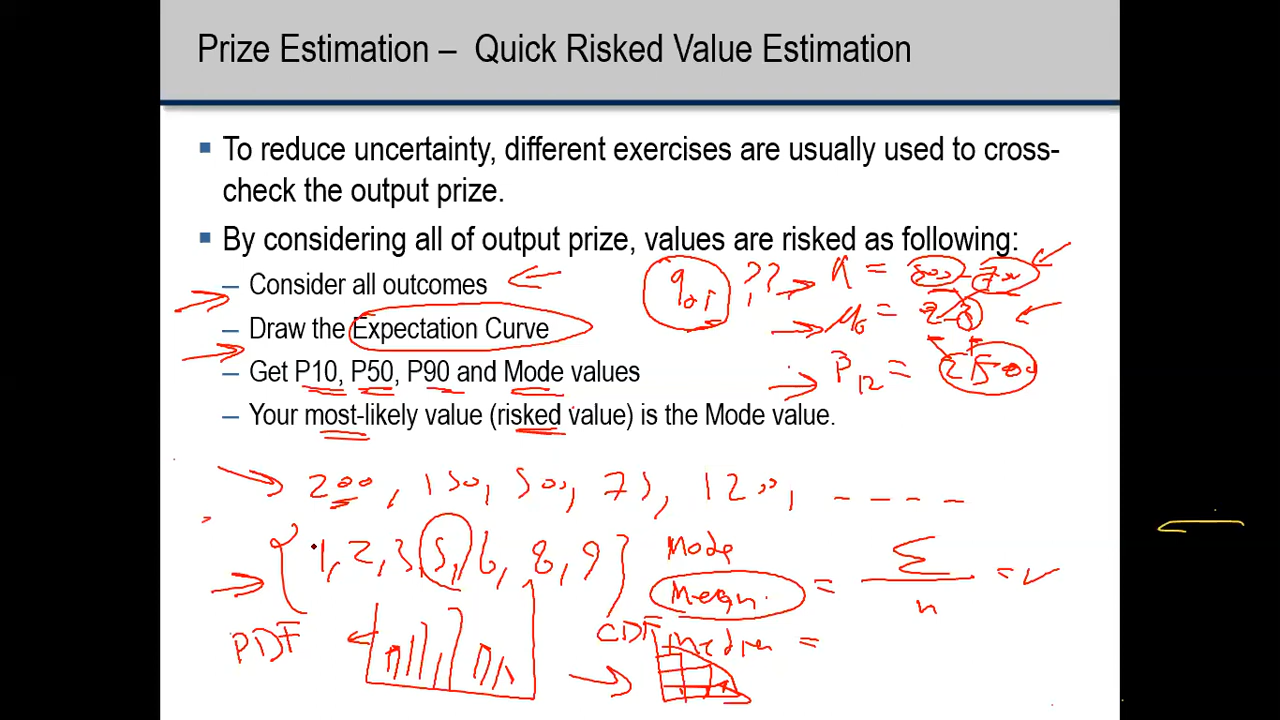 Prize Estimation – Quick Risked Value Estimation
▪ To reduce uncertainty, different exercises are usually used to cross-
check the output prize.
▪ By considering all of output prize, values are risked as following:
– Consider all outcomes
– Draw the Expectation Curve
– Get P10, P50, P90 and Mode values
– Your most-likely value (risked value) is the Mode value.
??
200, 150, 500, 75, 1200, - - - -
{1, 2, 3, 5, 6, 8, 9}
Mode
Mean = Σ / n =
Median =
PDF
CDF